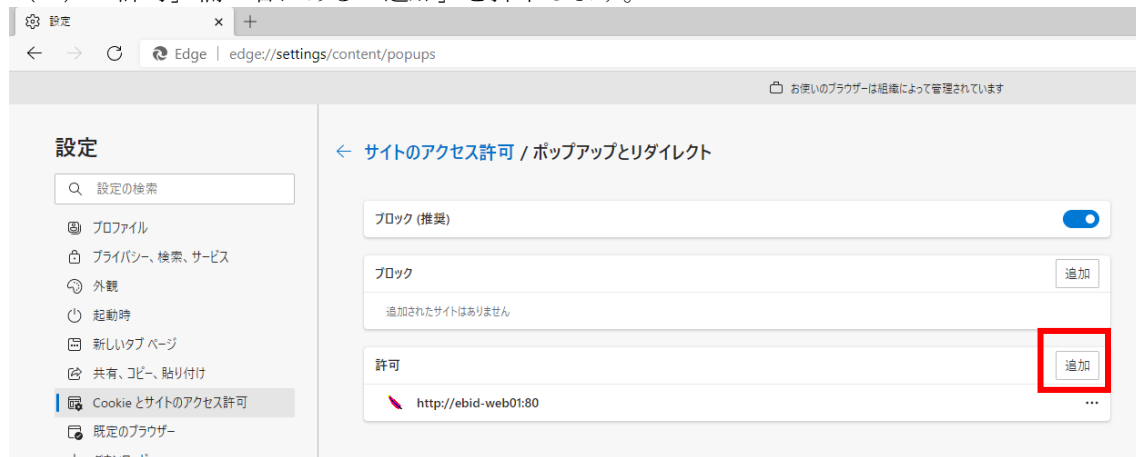 設定
Edge | edge://settings/content/popups
お使いのブラウザーは組織によって管理されています
設定
設定の検索
プロファイル
プライバシー、検索、サービス
外観
起動時
新しいタブ ページ
共有、コピー、貼り付け
Cookie とサイトのアクセス許可
既定のブラウザー
サイトのアクセス許可 / ポップアップとリダイレクト
ブロック (推奨)
ブロック
追加
追加されたサイトはありません
許可
追加
http://ebid-web01:80